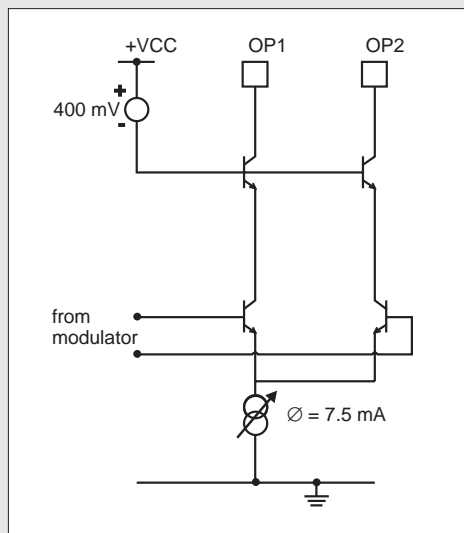 +VCC OP1 OP2
+
400 mV
-
from
modulator
∅ = 7.5 mA